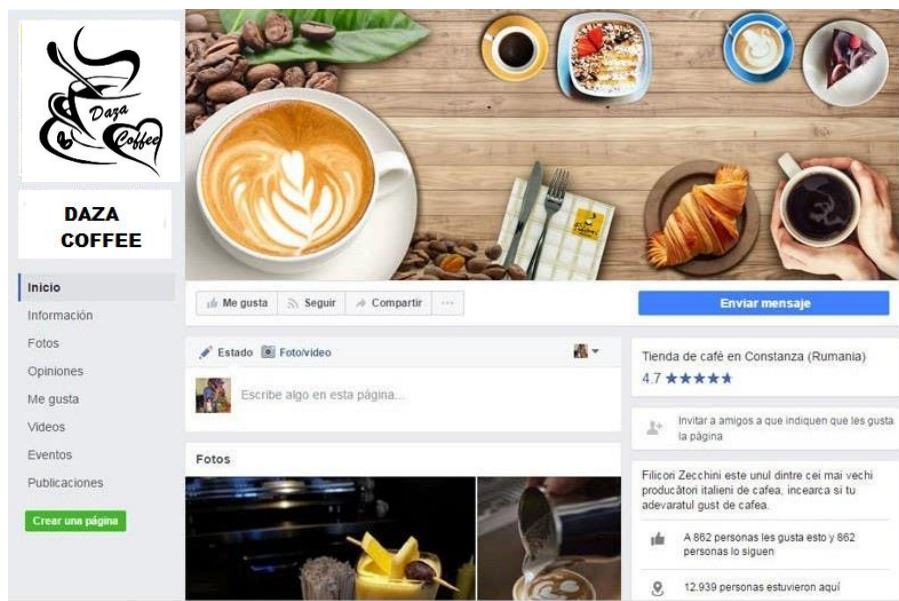 Daza
Coffee
DAZA
COFFEE
Inicio
Información
Fotos
Opiniones
Me gusta
Videos
Eventos
Publicaciones
Crear una página
Me gusta
Seguir
Compartir
...
Enviar mensaje
Estado
Foto/video
Escribe algo en esta página...
Fotos
Tienda de café en Constanza (Rumania)
4.7
Invitar a amigos a que indiquen que les gusta
la página
Filicori Zecchini este unul dintre cei mai vechi
producători italieni de cafea, incearca si tu
adevaratul gust de cafea.
A 862 personas les gusta esto y 862
personas lo siguen
12.939 personas estuvieron aquí